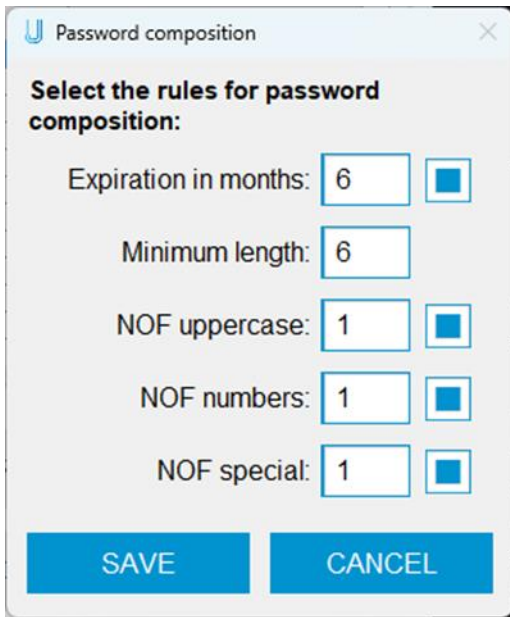 Password composition
Select the rules for password
composition:
Expiration in months: 6
Minimum length: 6
NOF uppercase: 1
NOF numbers: 1
NOF special: 1
SAVE CANCEL